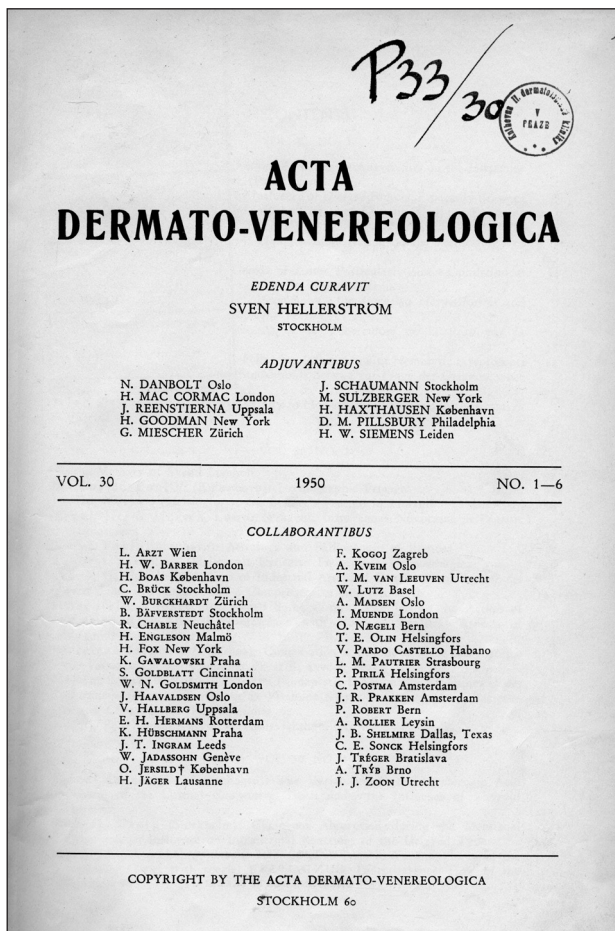 P33/30
Knihovna II. dermatologické kliniky
V
PRAZE
ACTA
DERMATO-VENEREOLOGICA
EDENDA CURAVIT
SVEN HELLERSTRÖM
STOCKHOLM
ADJUVANTIBUS
N. DANBOLT Oslo
H. MAC CORMAC London
J. REENSTIERNA Uppsala
H. GOODMAN New York
G. MIESCHER Zürich
J. SCHAUMANN Stockholm
M. SULZBERGER New York
H. HAXTHAUSEN København
D. M. PILLSBURY Philadelphia
H. W. SIEMENS Leiden
VOL. 30 1950 NO. 1—6
COLLABORANTIBUS
L. ARZT Wien
H. W. BARBER London
H. BOAS København
C. BRÜCK Stockholm
W. BURCKHARDT Zürich
B. BÄFVERSTEDT Stockholm
R. CHABLE Neuchâtel
H. ENGLESON Malmö
H. FOX New York
K. GAWALOWSKI Praha
S. GOLDBLATT Cincinnati
W. N. GOLDSMITH London
J. HAAVALDSEN Oslo
V. HALLBERG Uppsala
E. H. HERMANS Rotterdam
K. HÜBSCHMANN Praha
J. T. INGRAM Leeds
W. JADASSOHN Genève
O. JERSILD† København
H. JÄGER Lausanne
F. KOGOJ Zagreb
A. KVEIM Oslo
T. M. VAN LEEUVEN Utrecht
W. LUTZ Basel
A. MADSEN Oslo
I. MUENDE London
O. NÆGELI Bern
T. E. OLIN Helsingfors
V. PARDO CASTELLO Habano
L. M. PAUTRIER Strasbourg
P. PIRILÄ Helsingfors
C. POSTMA Amsterdam
J. R. PRAKKEN Amsterdam
P. ROBERT Bern
A. ROLLIER Leysin
J. B. SHELMIRE Dallas, Texas
C. E. SONCK Helsingfors
J. TRÉGER Bratislava
A. TRÝB Brno
J. J. ZOON Utrecht
COPYRIGHT BY THE ACTA DERMATO-VENEREOLOGICA
STOCKHOLM 60